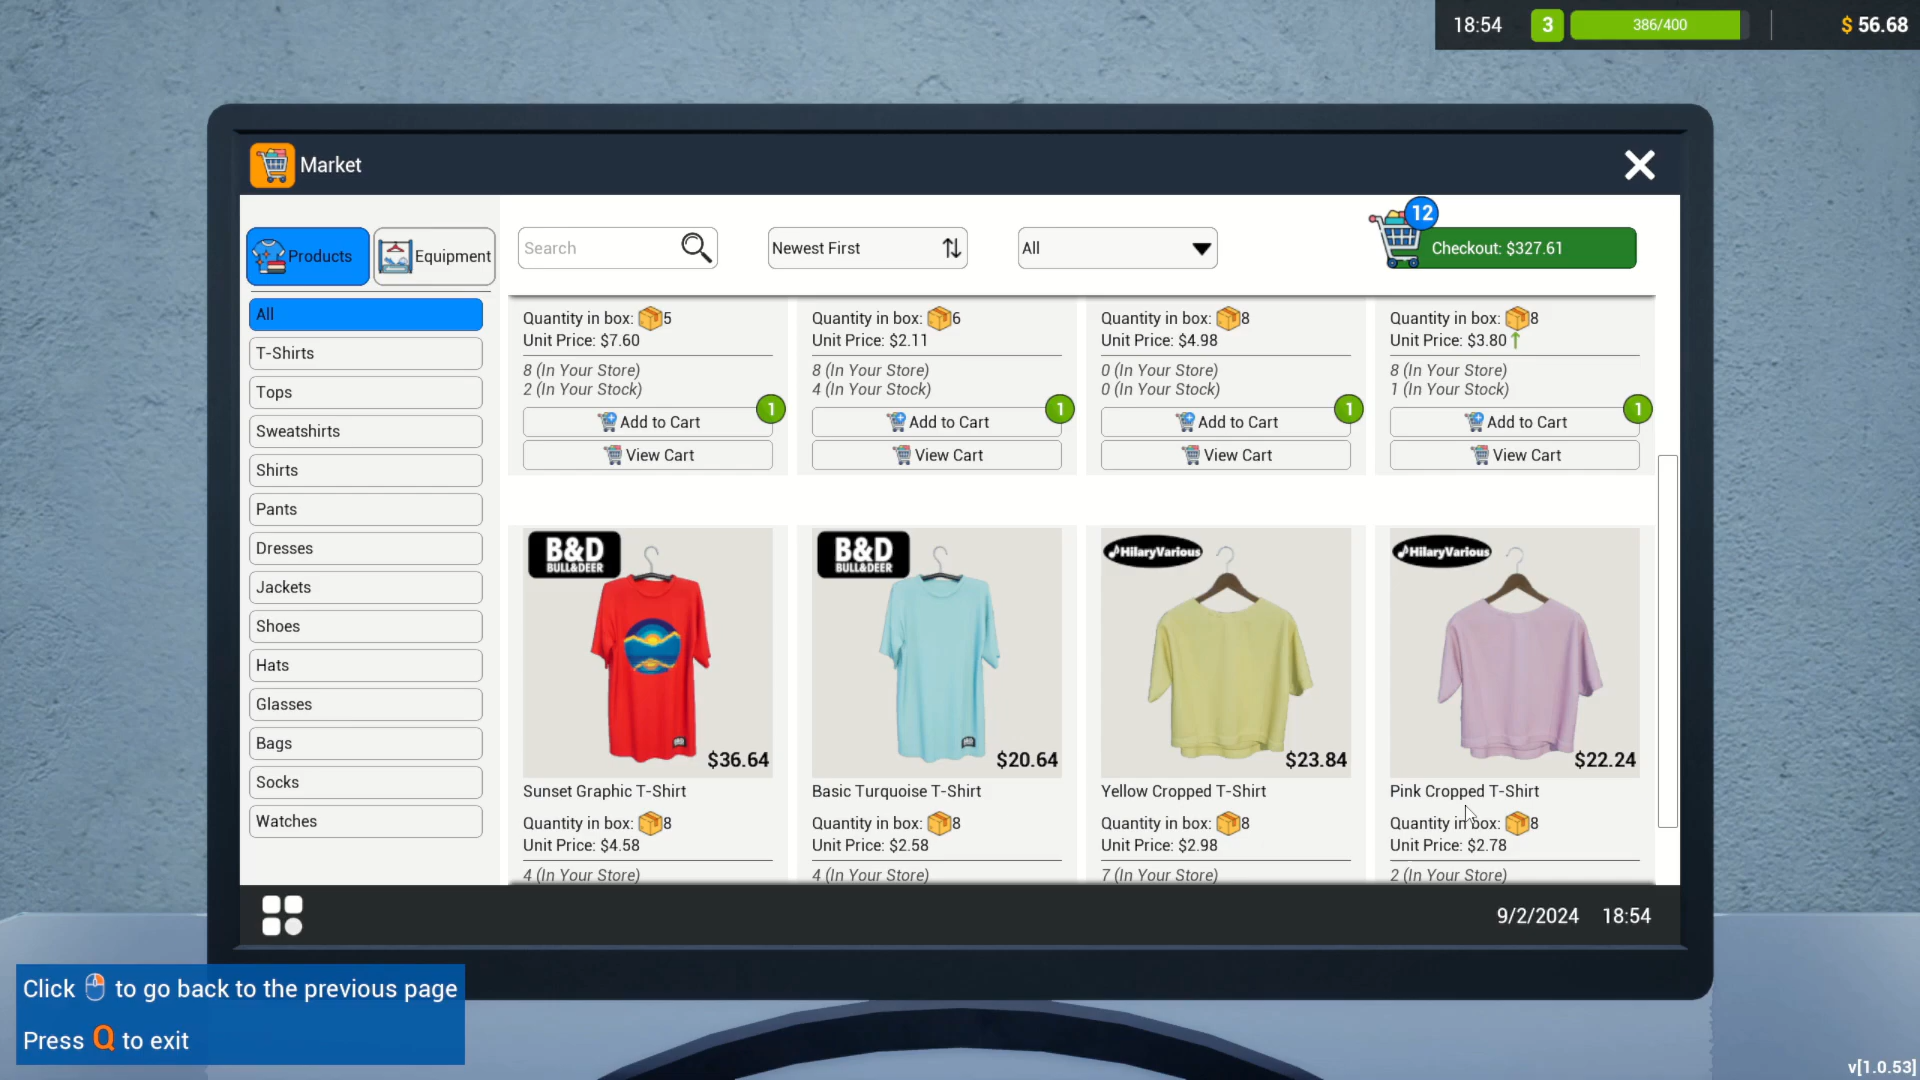 18:54 3 386/400 $ 56.68
Market
12
Products Equipment Search Newest First All Checkout: $327.61
All
T-Shirts
Tops
Sweatshirts
Shirts
Pants
Dresses
Jackets
Shoes
Hats
Glasses
Bags
Socks
Watches
Quantity in box: 5
Unit Price: $7.60
8 (In Your Store)
2 (In Your Stock)
1
Add to Cart
View Cart
Quantity in box: 6
Unit Price: $2.11
8 (In Your Store)
4 (In Your Stock)
1
Add to Cart
View Cart
Quantity in box: 8
Unit Price: $4.98
0 (In Your Store)
0 (In Your Stock)
1
Add to Cart
View Cart
Quantity in box: 8
Unit Price: $3.80
8 (In Your Store)
1 (In Your Stock)
1
Add to Cart
View Cart
B&D
BULL&DEER
$36.64
Sunset Graphic T-Shirt
Quantity in box: 8
Unit Price: $4.58
4 (In Your Store)
B&D
BULL&DEER
$20.64
Basic Turquoise T-Shirt
Quantity in box: 8
Unit Price: $2.58
4 (In Your Store)
HilaryVarious
$23.84
Yellow Cropped T-Shirt
Quantity in box: 8
Unit Price: $2.98
7 (In Your Store)
HilaryVarious
$22.24
Pink Cropped T-Shirt
Quantity in box: 8
Unit Price: $2.78
2 (In Your Store)
9/2/2024 18:54
Click to go back to the previous page
Press Q to exit
v[1.0.53]